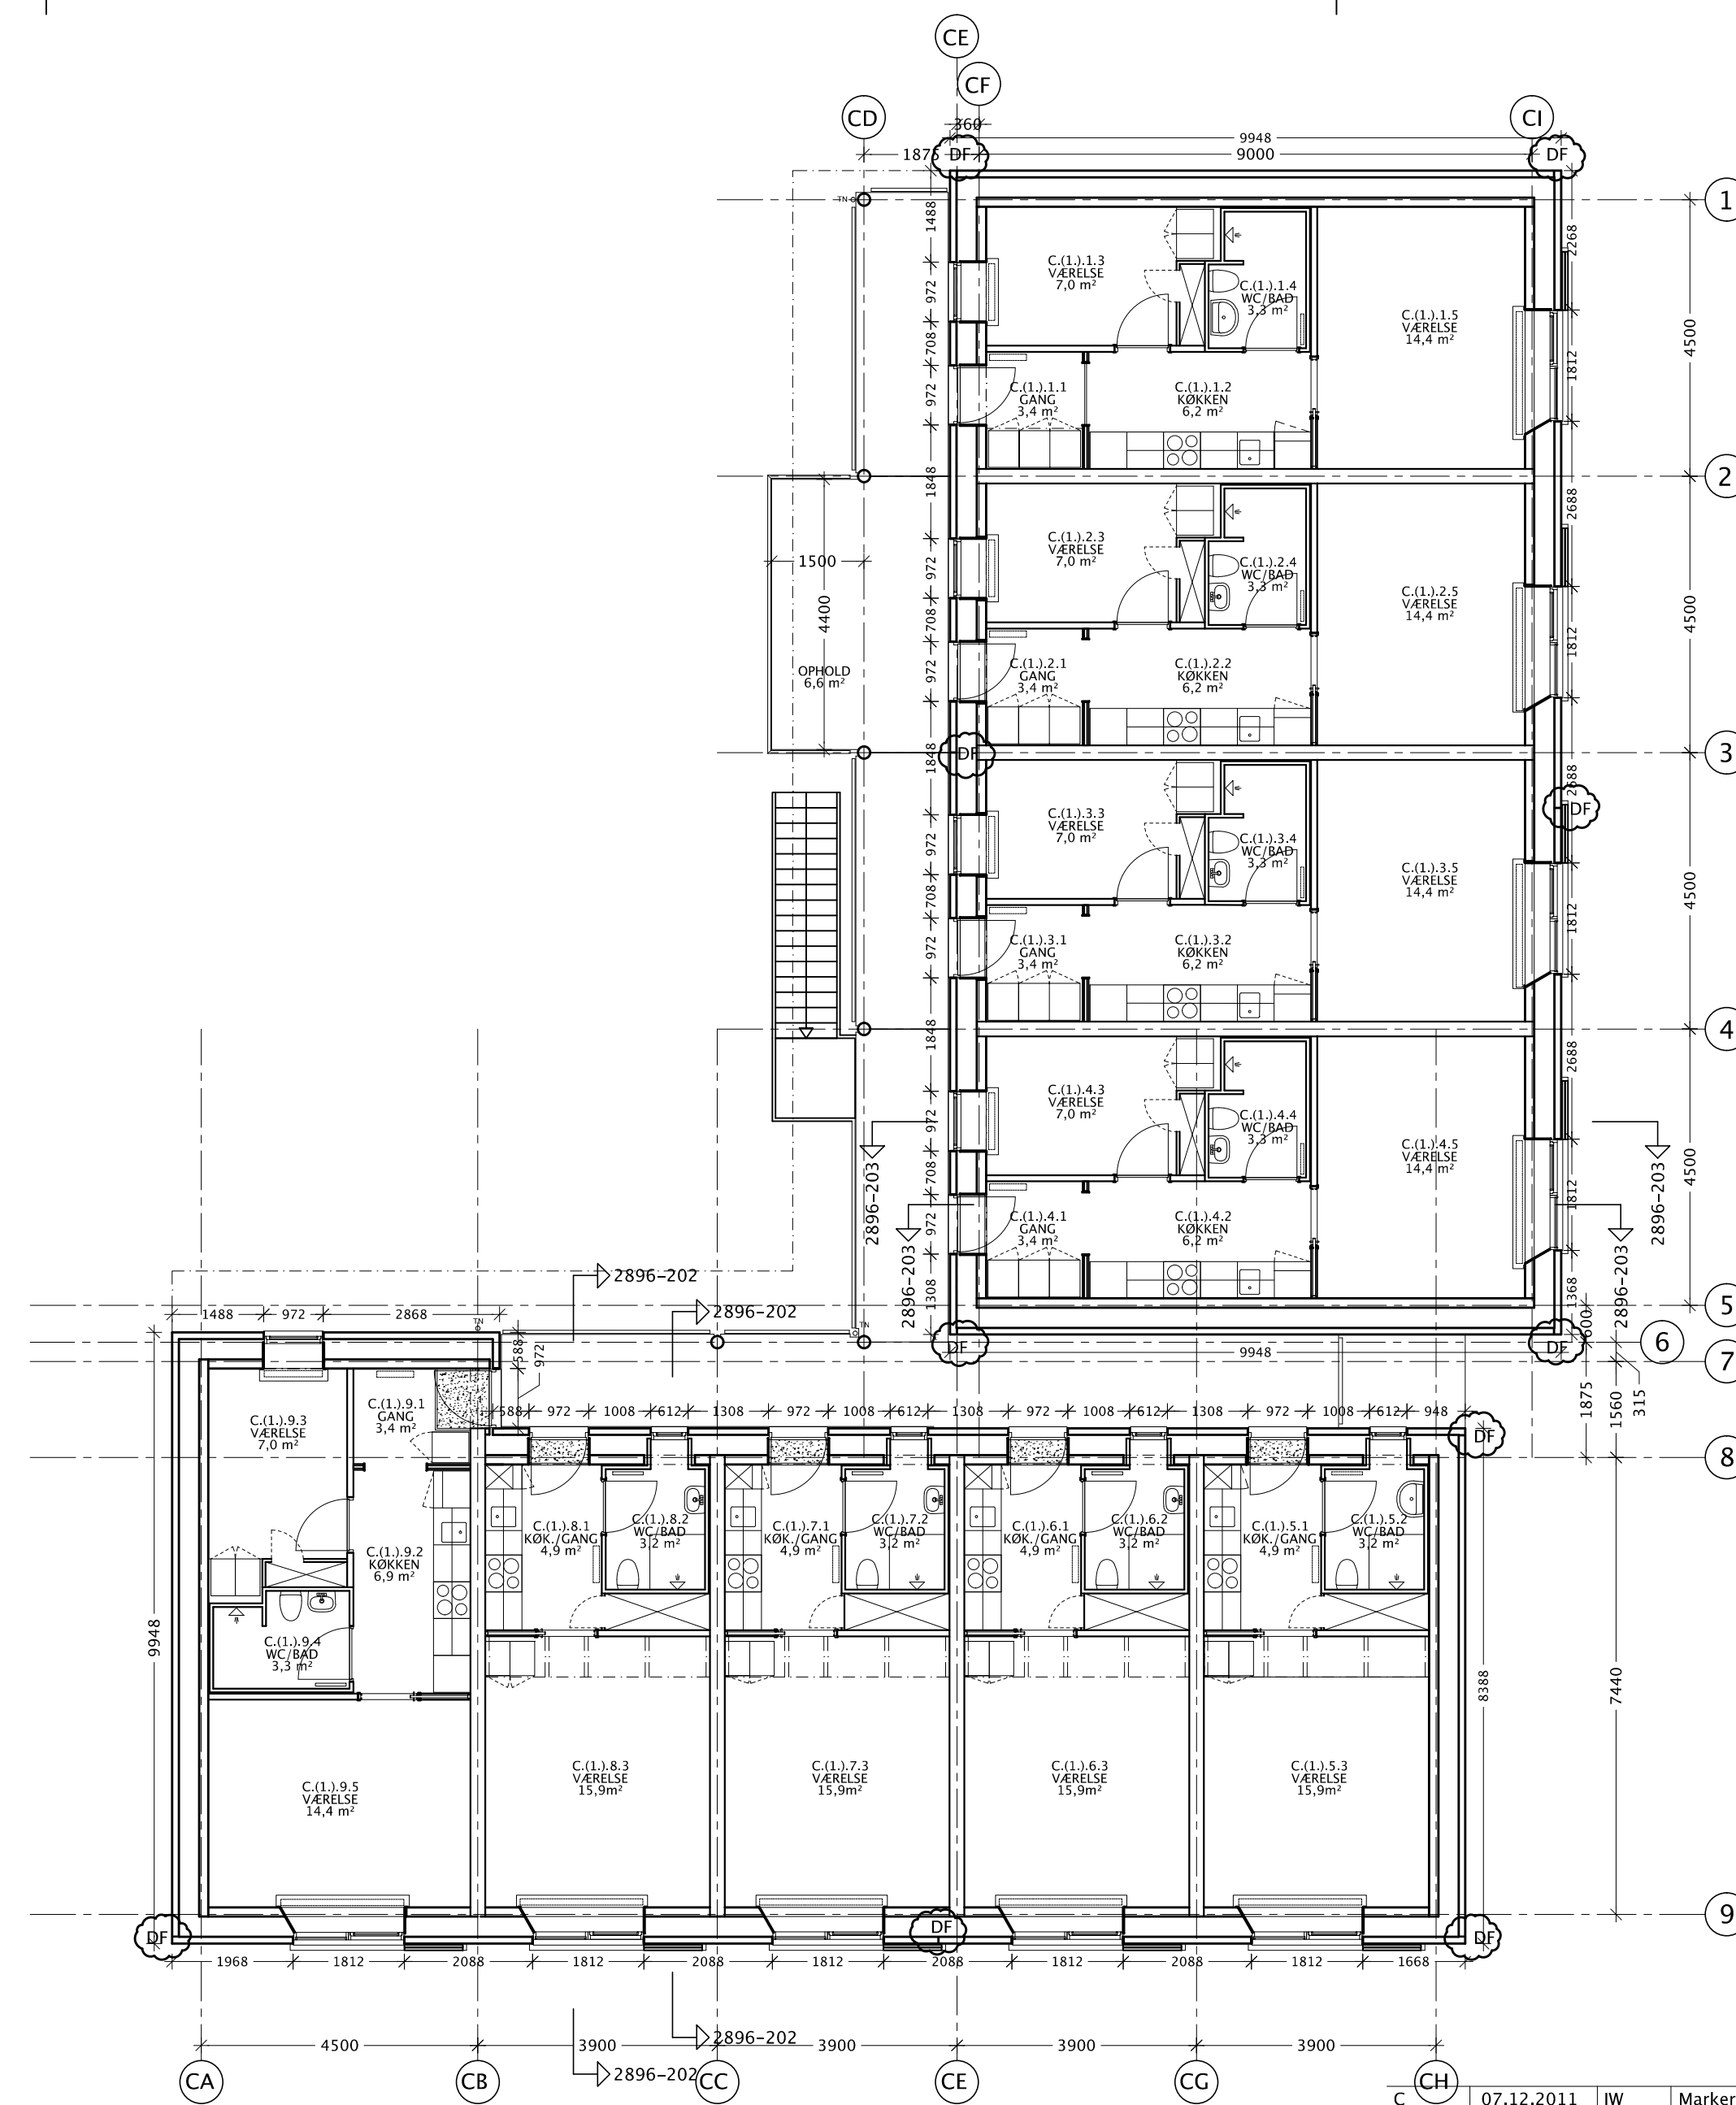 CE
CF
CD
CI
360
9948
1875
DF
9000
DF
1
TN
1488
2268
C.(1.).1.3
VÆRELSE
7,0 m²
C.(1.).1.4
WC/BAD
3,3 m²
972
C.(1.).1.5
VÆRELSE
14,4 m²
4500
708
1812
972
C.(1.).1.1
GANG
3,4 m²
C.(1.).1.2
KØKKEN
6,2 m²
2
1848
2688
C.(1.).2.3
VÆRELSE
7,0 m²
C.(1.).2.4
WC/BAD
3,3 m²
1500
972
C.(1.).2.5
VÆRELSE
14,4 m²
4400
4500
708
1812
OPHOLD
6,6 m²
972
C.(1.).2.1
GANG
3,4 m²
C.(1.).2.2
KØKKEN
6,2 m²
3
1848
DF
2688
DF
C.(1.).3.3
VÆRELSE
7,0 m²
C.(1.).3.4
WC/BAD
3,3 m²
972
C.(1.).3.5
VÆRELSE
14,4 m²
4500
708
1812
972
C.(1.).3.1
GANG
3,4 m²
C.(1.).3.2
KØKKEN
6,2 m²
4
1848
2688
C.(1.).4.3
VÆRELSE
7,0 m²
C.(1.).4.4
WC/BAD
3,3 m²
972
C.(1.).4.5
VÆRELSE
14,4 m²
4500
708
1812
2896-203
2896-203
972
C.(1.).4.1
GANG
3,4 m²
C.(1.).4.2
KØKKEN
6,2 m²
2896-203
2896-203
1308
1368
2896-202
2896-202
5
600
1488
972
2868
TN
TN
588
972
DF
9948
DF
6
7
1875
1560
315
588
972
1008
612
1308
972
1008
612
1308
972
1008
612
1308
972
1008
612
948
DF
8
C.(1.).9.1
GANG
3,4 m²
C.(1.).9.3
VÆRELSE
7,0 m²
C.(1.).9.2
KØKKEN
6,9 m²
C.(1.).9.4
WC/BAD
3,3 m²
C.(1.).8.1
KØK./GANG
4,9 m²
C.(1.).8.2
WC/BAD
3,2 m²
C.(1.).7.1
KØK./GANG
4,9 m²
C.(1.).7.2
WC/BAD
3,2 m²
C.(1.).6.1
KØK./GANG
4,9 m²
C.(1.).6.2
WC/BAD
3,2 m²
C.(1.).5.1
KØK./GANG
4,9 m²
C.(1.).5.2
WC/BAD
3,2 m²
9948
8388
7440
C.(1.).9.5
VÆRELSE
14,4 m²
C.(1.).8.3
VÆRELSE
15,9m²
C.(1.).7.3
VÆRELSE
15,9m²
C.(1.).6.3
VÆRELSE
15,9m²
C.(1.).5.3
VÆRELSE
15,9m²
9
DF
DF
DF
1968
1812
2088
1812
2088
1812
2088
1812
2088
1812
1668
2896-202
4500
3900
3900
3900
3900
2896-202
CA
CB
CC
CE
CG
CH
C
07.12.2011
IW
Marker